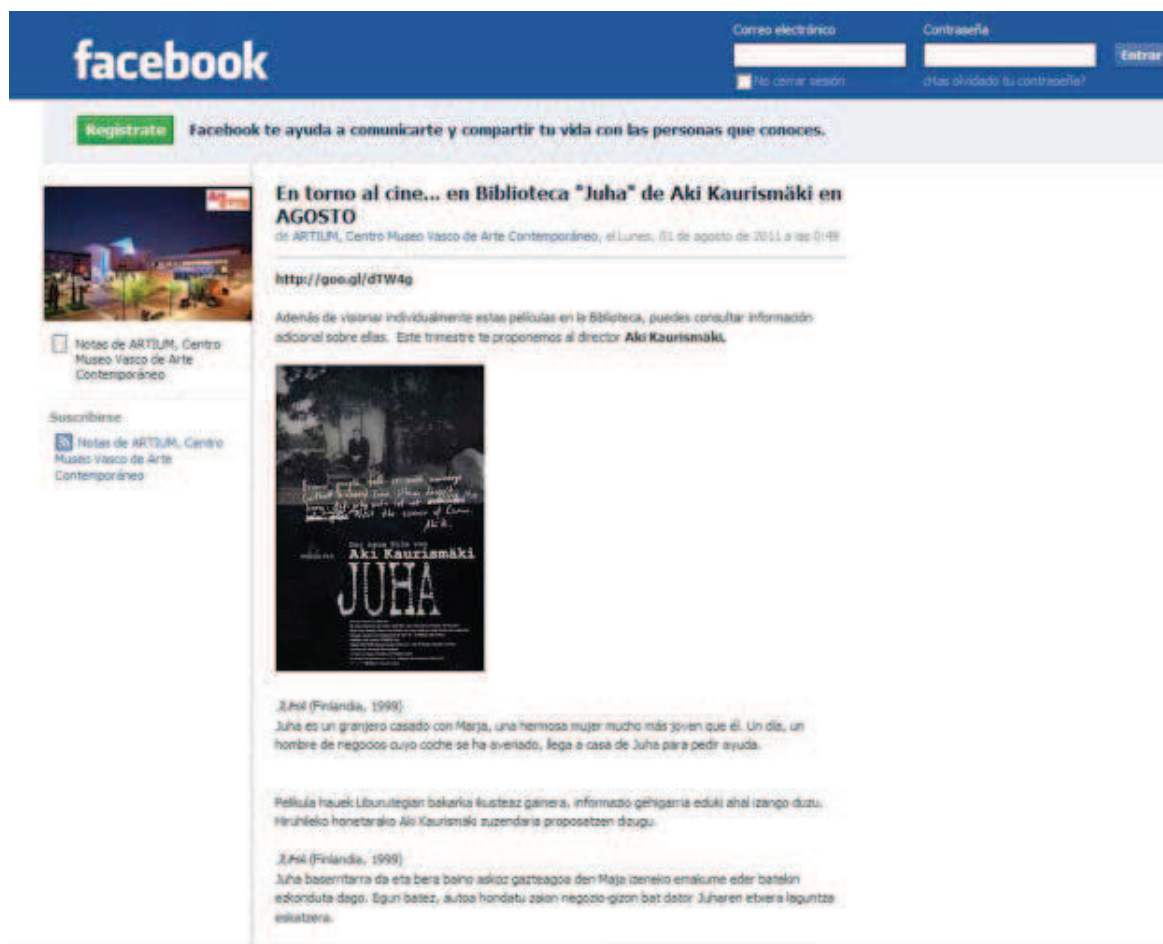 facebook
Correo electrónico
Contraseña
Entrar
No cerrar sesión
¿Has olvidado tu contraseña?
Regístrate
Facebook te ayuda a comunicarte y compartir tu vida con las personas que conoces.
Notas de ARTIUM, Centro
Museo Vasco de Arte
Contemporáneo
Suscribirse
Notas de ARTIUM, Centro
Museo Vasco de Arte
Contemporáneo
En torno al cine... en Biblioteca "Juha" de Aki Kaurismäki en
AGOSTO
de ARTIUM, Centro Museo Vasco de Arte Contemporáneo, el Lunes, 01 de agosto de 2011 a las 0:49
http://goo.gl/dTW4g
Además de visionar individualmente estas películas en la Biblioteca, puedes consultar información
adicional sobre ellas. Este trimestre te proponemos al director Aki Kaurismäki.
Der neue Film von
Aki Kaurismäki
JUHA
JUHA (Finlandia, 1999)
Juha es un granjero casado con Marja, una hermosa mujer mucho más joven que él. Un día, un
hombre de negocios cuyo coche se ha averiado, llega a casa de Juha para pedir ayuda.
Pelikula hauek Liburutegian bakarka ikusteaz gainera, informazio gehigarria eduki ahal izango duzu.
Hiruhileko honetarako Aki Kaurismäki zuzendaria proposatzen dizugu
JUHA (Finlandia, 1999)
Juha baserritarra da eta bera baino askoz gazteagoa den Maja izeneko emakume eder batekin
ezkonduta dago. Egun batez, autoa hondatu zaion negozio-gizon bat dator Juharen etxera laguntza
eskatzera.